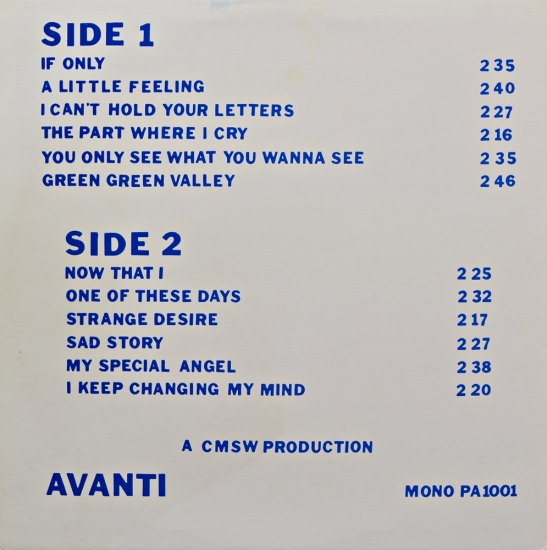 SIDE 1
IF ONLY 2 35
A LITTLE FEELING 2 40
I CAN'T HOLD YOUR LETTERS 2 27
THE PART WHERE I CRY 2 16
YOU ONLY SEE WHAT YOU WANNA SEE 2 35
GREEN GREEN VALLEY 2 46
SIDE 2
NOW THAT I 2 25
ONE OF THESE DAYS 2 32
STRANGE DESIRE 2 17
SAD STORY 2 27
MY SPECIAL ANGEL 2 38
I KEEP CHANGING MY MIND 2 20
A CMSW PRODUCTION
AVANTI MONO PA1001